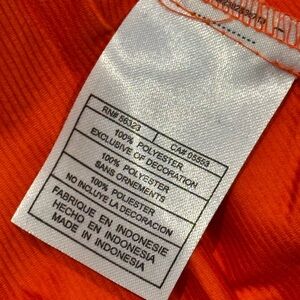 RN# 56323 CA# 05553
100% POLYESTER
EXCLUSIVE OF DECORATION
100% POLYESTER
SANS ORNEMENTS
100% POLIESTER
NO INCLUYE LA DECORACION
FABRIQUE EN INDONESIE
HECHO EN INDONESIA
MADE IN INDONESIA